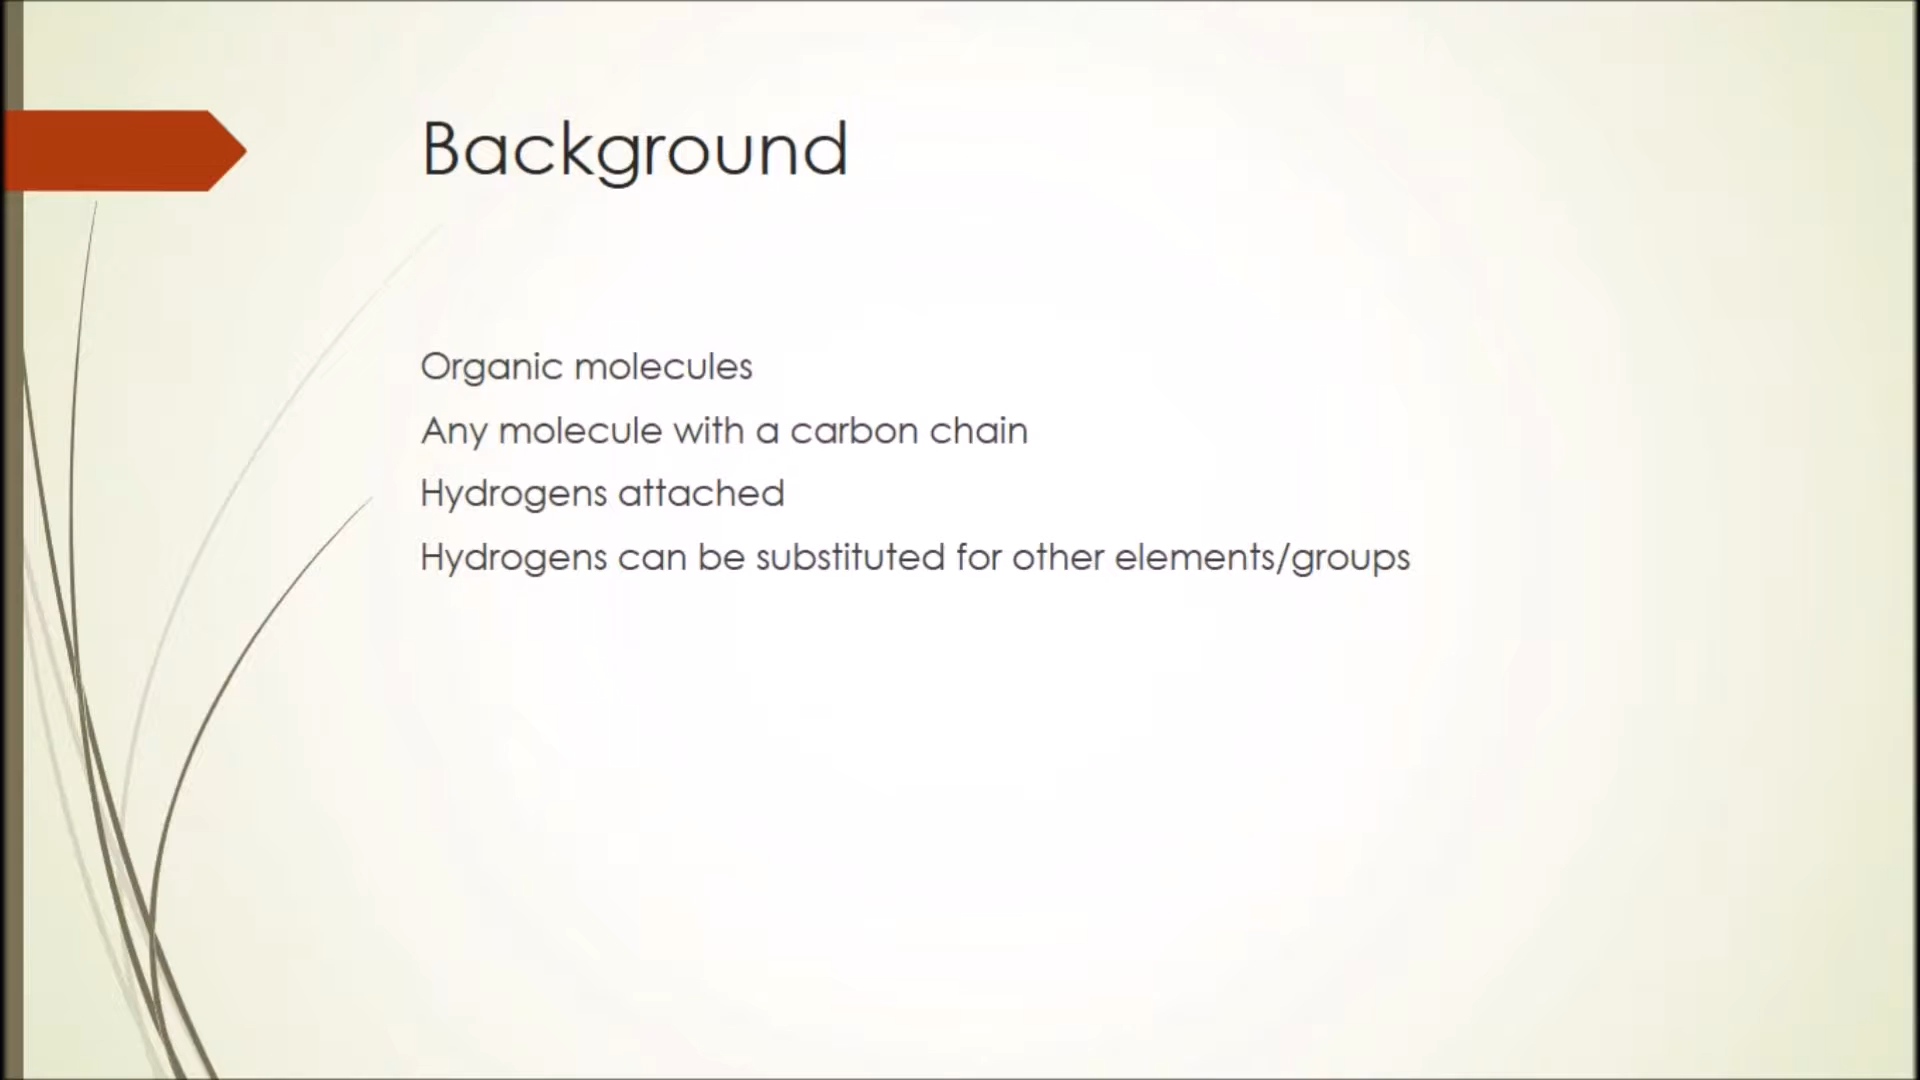 Background
Organic molecules
Any molecule with a carbon chain
Hydrogens attached
Hydrogens can be substituted for other elements/groups